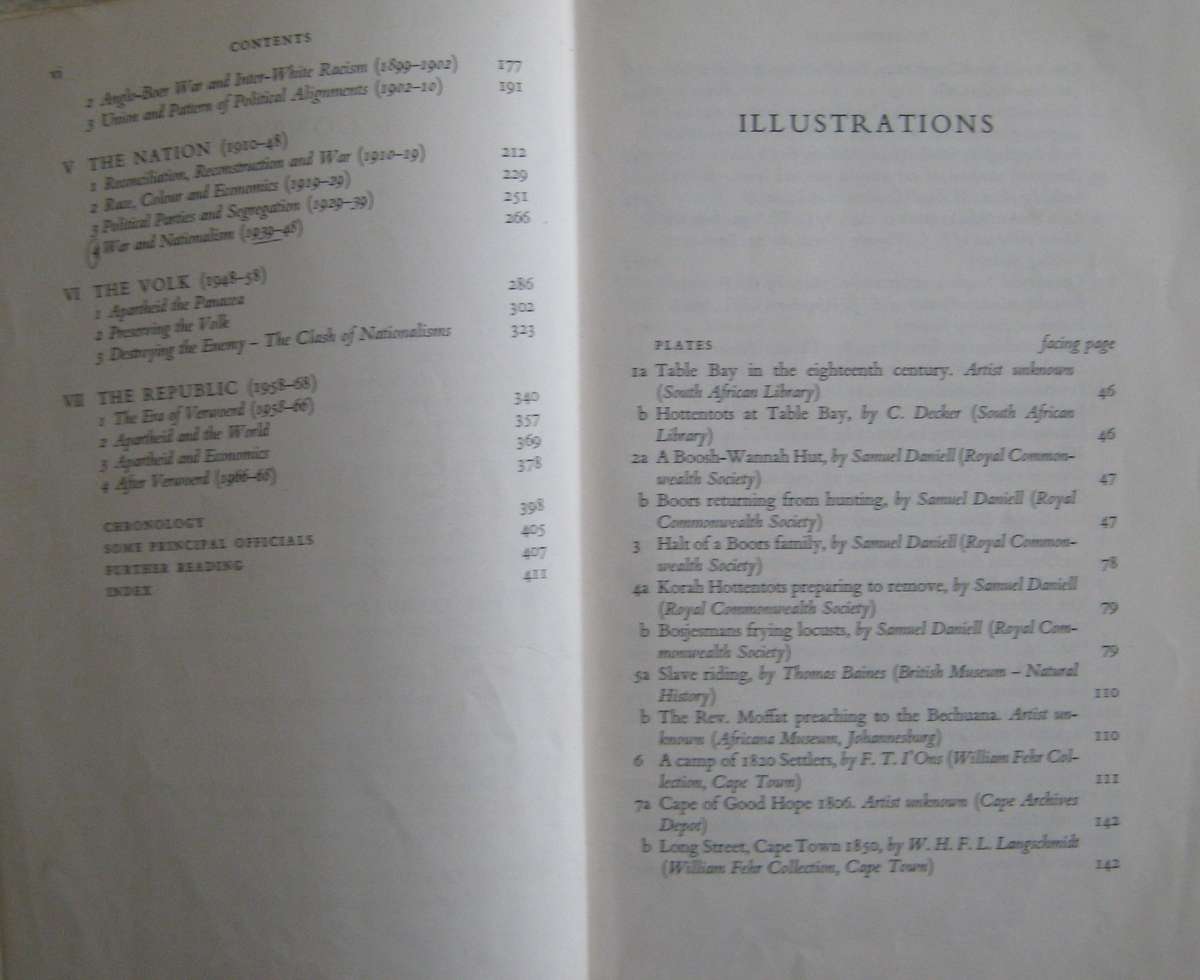 vi
CONTENTS
2 Anglo-Boer War and Inter-White Racism (1899–1902) 177
3 Union and Pattern of Political Alignments (1902–10) 191
V THE NATION (1910–48)
1 Reconciliation, Reconstruction and War (1910–19) 212
2 Race, Colour and Economics (1919–29) 229
3 Political Parties and Segregation (1929–39) 251
4 War and Nationalism (1939–48) 266
VI THE VOLK (1948–58)
1 Apartheid the Panacea 286
2 Preserving the Volk 302
3 Destroying the Enemy – The Clash of Nationalisms 323
VII THE REPUBLIC (1958–68)
1 The Era of Verwoerd (1958–66) 340
2 Apartheid and the World 357
3 Apartheid and Economics 369
4 After Verwoerd (1966–68) 378
CHRONOLOGY 398
SOME PRINCIPAL OFFICIALS 405
FURTHER READING 407
INDEX 411
ILLUSTRATIONS
PLATES facing page
1a Table Bay in the eighteenth century. Artist unknown
(South African Library) 46
b Hottentots at Table Bay, by C. Decker (South African
Library) 46
2a A Boosh-Wannah Hut, by Samuel Daniell (Royal Common-
wealth Society) 47
b Boors returning from hunting, by Samuel Daniell (Royal
Commonwealth Society) 47
3 Halt of a Boors family, by Samuel Daniell (Royal Common-
wealth Society) 78
4a Korah Hottentots preparing to remove, by Samuel Daniell
(Royal Commonwealth Society) 79
b Bosjesmans frying locusts, by Samuel Daniell (Royal Com-
monwealth Society) 79
5a Slave riding, by Thomas Baines (British Museum – Natural
History) 110
b The Rev. Moffat preaching to the Bechuana. Artist un-
known (Africana Museum, Johannesburg) 110
6 A camp of 1820 Settlers, by F. T. I'Ons (William Fehr Col-
lection, Cape Town) 111
7a Cape of Good Hope 1806. Artist unknown (Cape Archives
Depot) 142
b Long Street, Cape Town 1850, by W. H. F. L. Langschmidt
(William Fehr Collection, Cape Town) 142